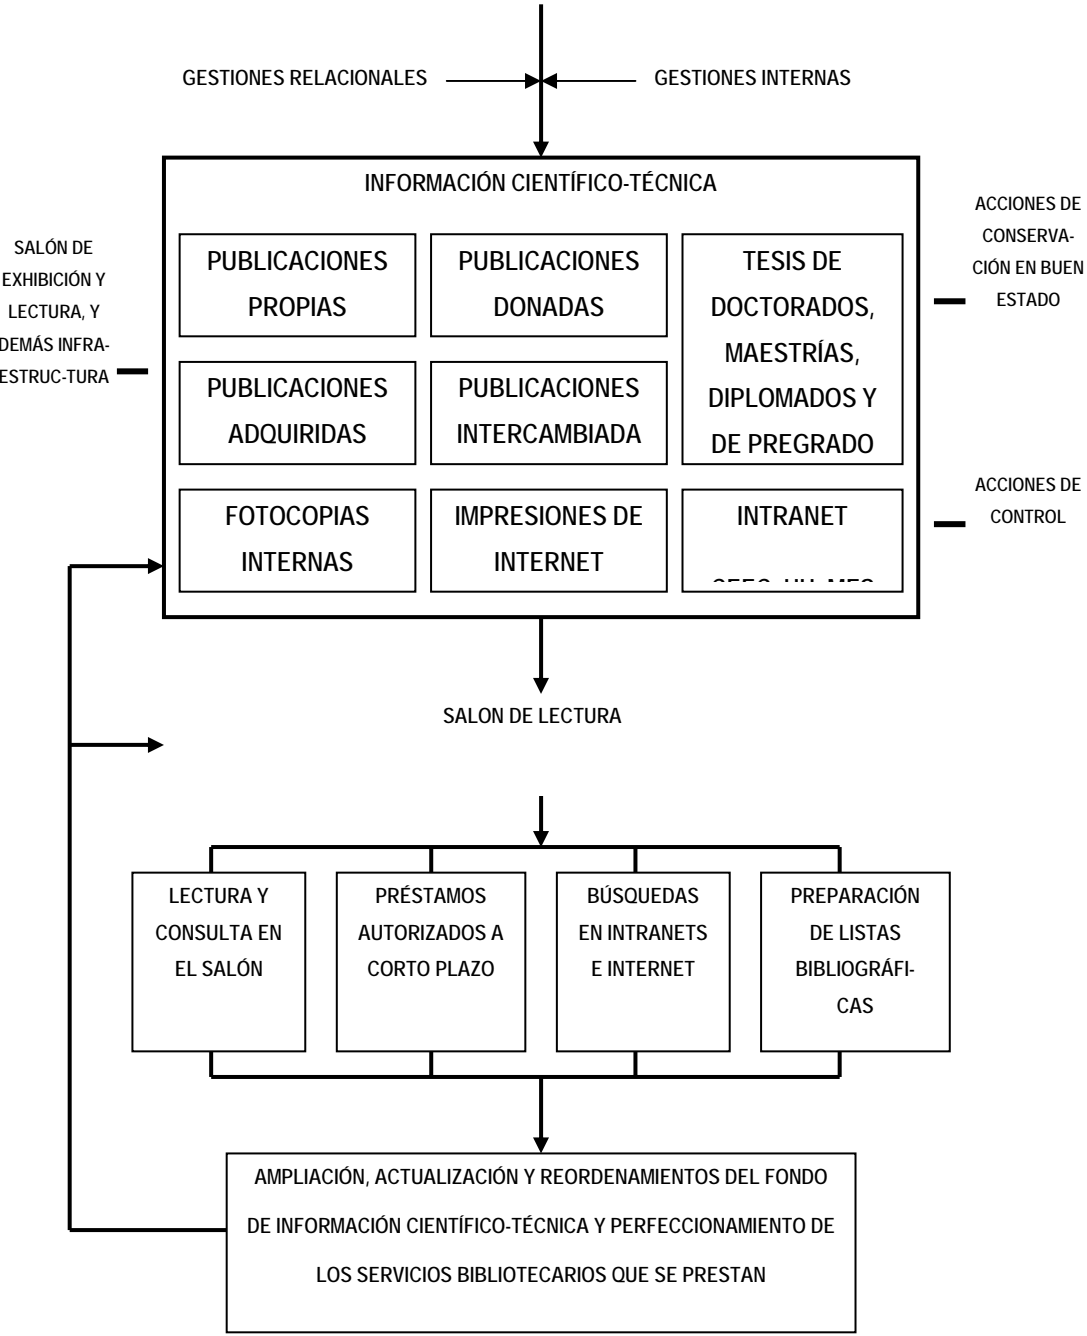 GESTIONES RELACIONALES
GESTIONES INTERNAS
INFORMACIÓN CIENTÍFICO-TÉCNICA
SALÓN DE
EXHIBICIÓN Y
LECTURA, Y
DEMÁS INFRA-
ESTRUC-TURA
PUBLICACIONES
PROPIAS
PUBLICACIONES
DONADAS
TESIS DE
DOCTORADOS,
MAESTRÍAS,
DIPLOMADOS Y
DE PREGRADO
PUBLICACIONES
ADQUIRIDAS
PUBLICACIONES
INTERCAMBIADA
FOTOCOPIAS
INTERNAS
IMPRESIONES DE
INTERNET
INTRANET
ACCIONES DE
CONSERVA-
CIÓN EN BUEN
ESTADO
ACCIONES DE
CONTROL
SALON DE LECTURA
LECTURA Y
CONSULTA EN
EL SALÓN
PRÉSTAMOS
AUTORIZADOS A
CORTO PLAZO
BÚSQUEDAS
EN INTRANETS
E INTERNET
PREPARACIÓN
DE LISTAS
BIBLIOGRÁFI-
CAS
AMPLIACIÓN, ACTUALIZACIÓN Y REORDENAMIENTOS DEL FONDO
DE INFORMACIÓN CIENTÍFICO-TÉCNICA Y PERFECCIONAMIENTO DE
LOS SERVICIOS BIBLIOTECARIOS QUE SE PRESTAN